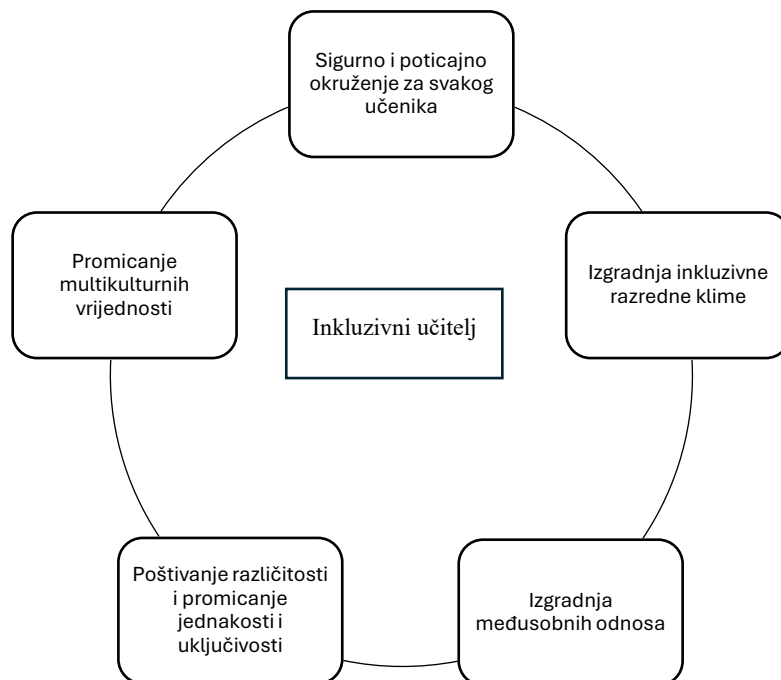 Sigurno i poticajno
okruženje za svakog
učenika
Promicanje
multikulturnih
vrijednosti
Izgradnja inkluzivne
razredne klime
Inkluzivni učitelj
Poštivanje različitosti
i promicanje
jednakosti i
uključivosti
Izgradnja
međusobnih odnosa